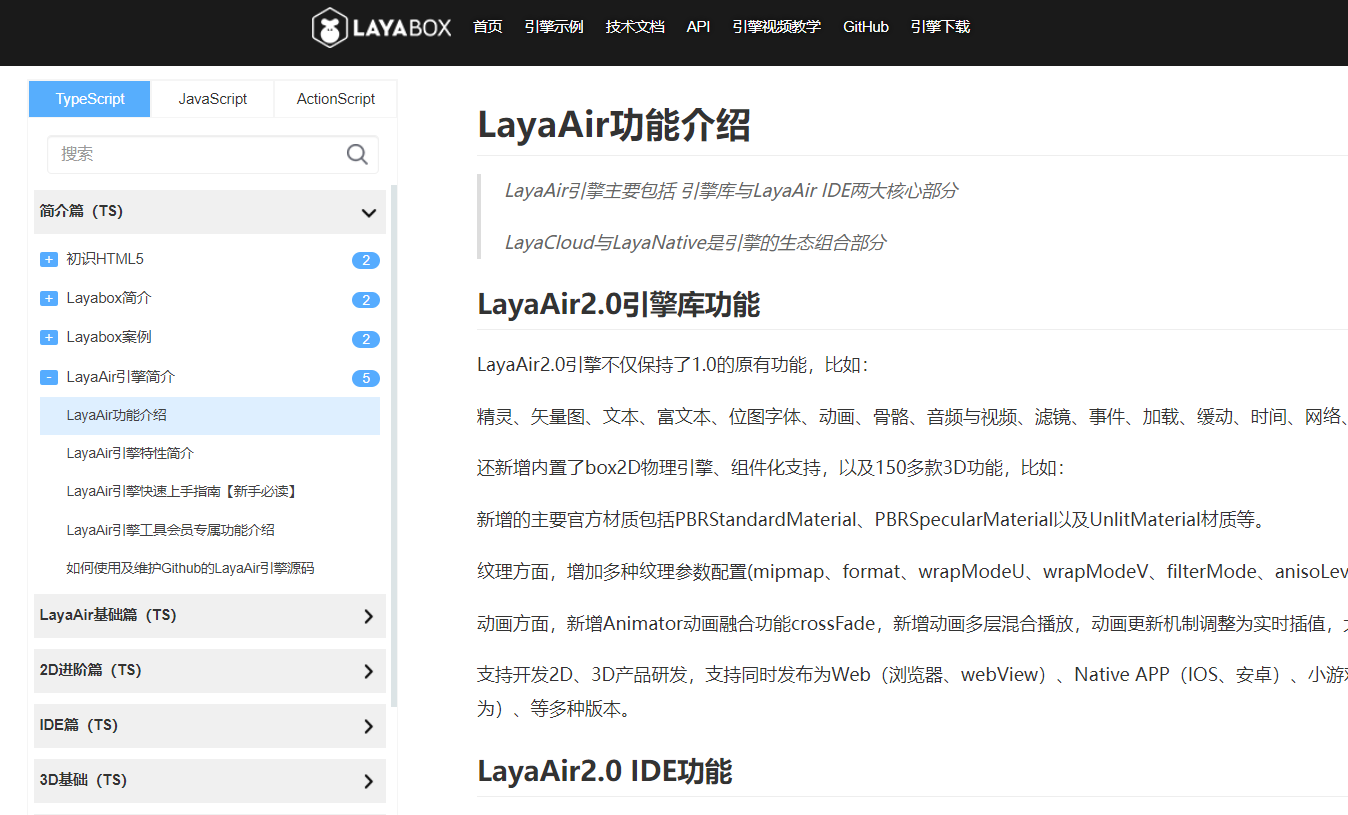 LAYABOX 首页 引擎示例 技术文档 API 引擎视频教学 GitHub 引擎下载
TypeScript JavaScript ActionScript
搜索
简介篇（TS）
初识HTML5 2
Layabox简介 2
Layabox案例 2
LayaAir引擎简介 5
LayaAir功能介绍
LayaAir引擎特性简介
LayaAir引擎快速上手指南【新手必读】
LayaAir引擎工具会员专属功能介绍
如何使用及维护Github的LayaAir引擎源码
LayaAir基础篇（TS）
2D进阶篇（TS）
IDE篇（TS）
3D基础（TS）
LayaAir功能介绍
LayaAir引擎主要包括 引擎库与LayaAir IDE两大核心部分
LayaCloud与LayaNative是引擎的生态组合部分
LayaAir2.0引擎库功能
LayaAir2.0引擎不仅保持了1.0的原有功能，比如：
精灵、矢量图、文本、富文本、位图字体、动画、骨骼、音频与视频、滤镜、事件、加载、缓动、时间、网络、
还新增内置了box2D物理引擎、组件化支持，以及150多款3D功能，比如：
新增的主要官方材质包括PBRStandardMaterial、PBRSpecularMaterial以及UnlitMaterial材质等。
纹理方面，增加多种纹理参数配置(mipmap、format、wrapModeU、wrapModeV、filterMode、anisoLev
动画方面，新增Animator动画融合功能crossFade，新增动画多层混合播放，动画更新机制调整为实时插值，
支持开发2D、3D产品研发，支持同时发布为Web（浏览器、webView）、Native APP（IOS、安卓）、小游
为）、等多种版本。
LayaAir2.0 IDE功能